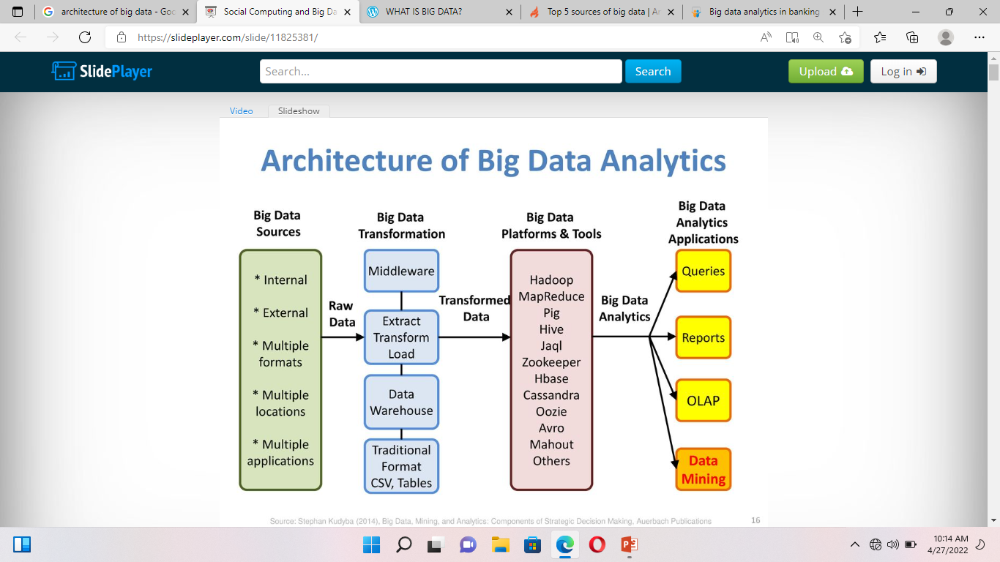 architecture of big data - Goo
Social Computing and Big Da
WHAT IS BIG DATA?
Top 5 sources of big data | Ar
Big data analytics in banking
https://slideplayer.com/slide/11825381/
SlidePlayer
Search...
Search
Upload
Log in
Video
Slideshow
Architecture of Big Data Analytics
Big Data
Sources
* Internal
* External
* Multiple
formats
* Multiple
locations
* Multiple
applications
Raw
Data
Big Data
Transformation
Middleware
Extract
Transform
Load
Data
Warehouse
Traditional
Format
CSV, Tables
Transformed
Data
Big Data
Platforms & Tools
Hadoop
MapReduce
Pig
Hive
Jaql
Zookeeper
Hbase
Cassandra
Oozie
Avro
Mahout
Others
Big Data
Analytics
Big Data
Analytics
Applications
Queries
Reports
OLAP
Data
Mining
Source: Stephan Kudyba (2014), Big Data, Mining, and Analytics: Components of Strategic Decision Making, Auerbach Publications
16
10:14 AM
4/27/2022